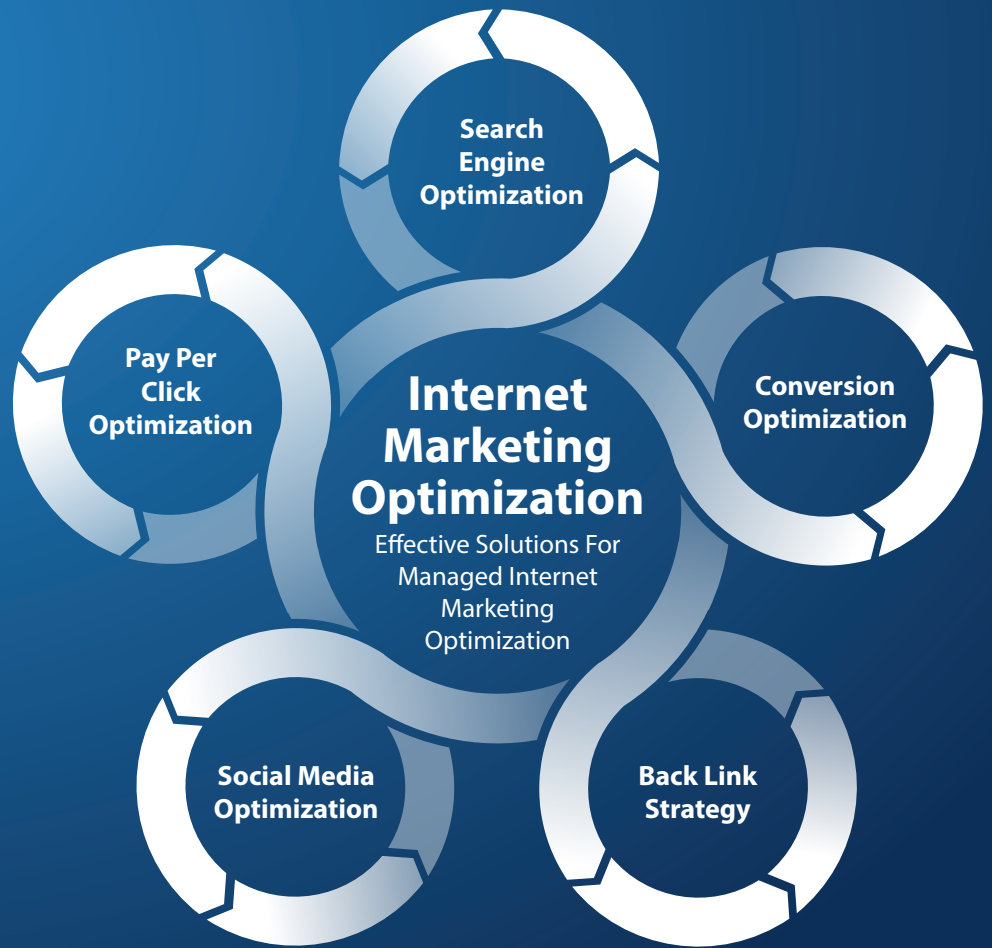 Search
Engine
Optimization
Pay Per
Click
Optimization
Internet
Marketing
Optimization
Effective Solutions For
Managed Internet
Marketing
Optimization
Conversion
Optimization
Social Media
Optimization
Back Link
Strategy